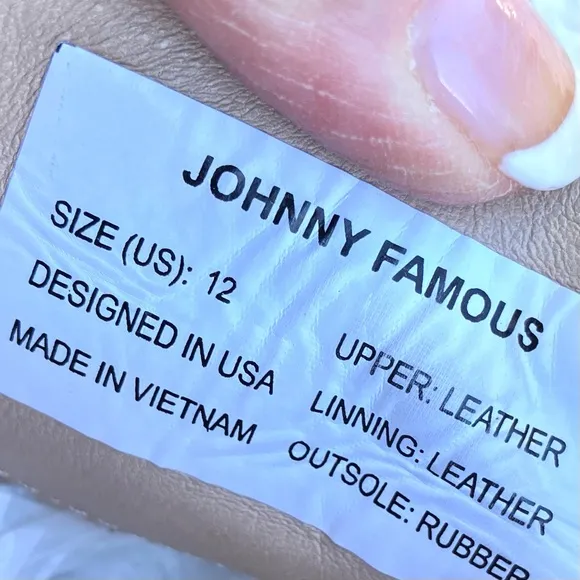 JOHNNY FAMOUS
SIZE (US): 12
DESIGNED IN USA
MADE IN VIETNAM
UPPER: LEATHER
LINNING: LEATHER
OUTSOLE: RUBBER